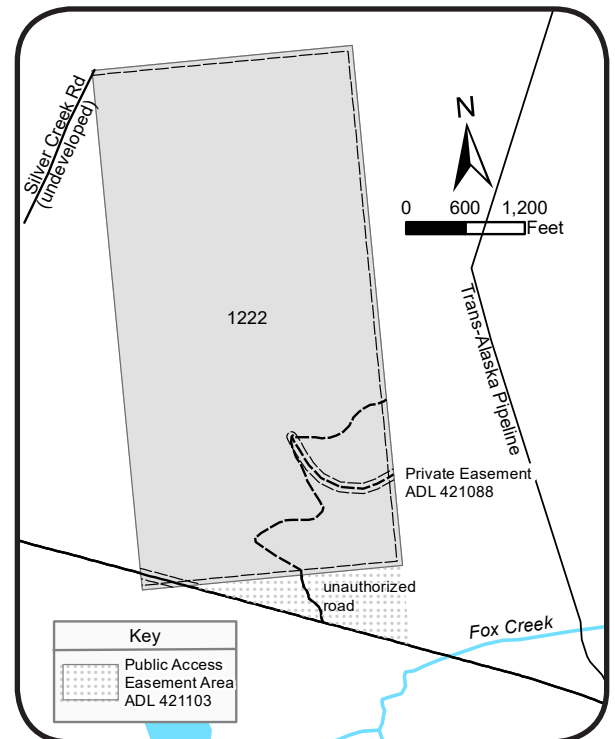 Silver Creek Rd
(undeveloped)
N
0 600 1,200
Feet
1222
Trans-Alaska Pipeline
Private Easement
ADL 421088
unauthorized
road
Fox Creek
Key
Public Access
Easement Area
ADL 421103